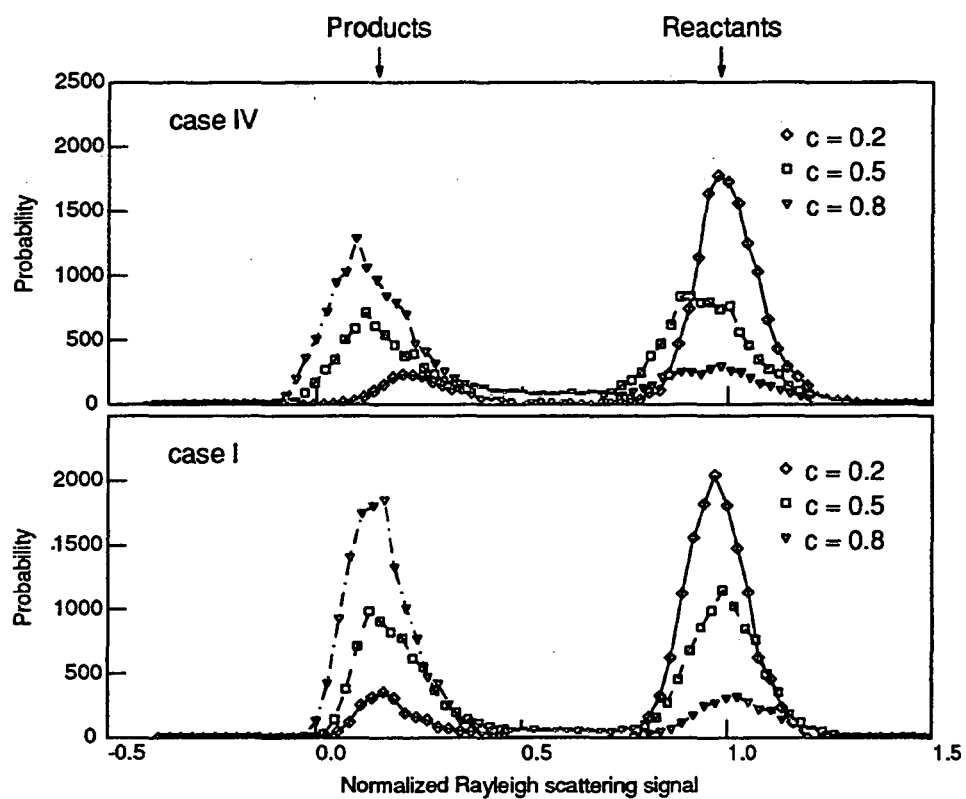 Products Reactants
2500
case IV
c = 0.2
2000
c = 0.5
1500
c = 0.8
Probability
1000
500
0
case I
2000
c = 0.2
c = 0.5
1500
c = 0.8
Probability
1000
500
0
-0.5 0.0 0.5 1.0 1.5
Normalized Rayleigh scattering signal